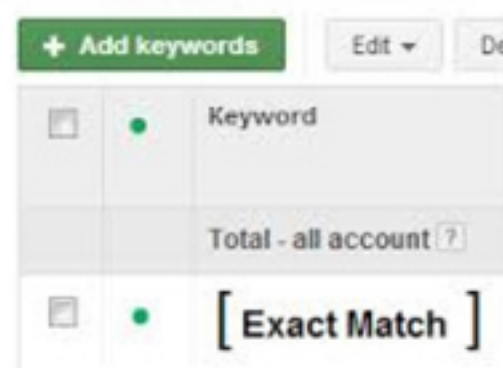 + Add keywords Edit
Keyword
Total - all account ?
[ Exact Match ]